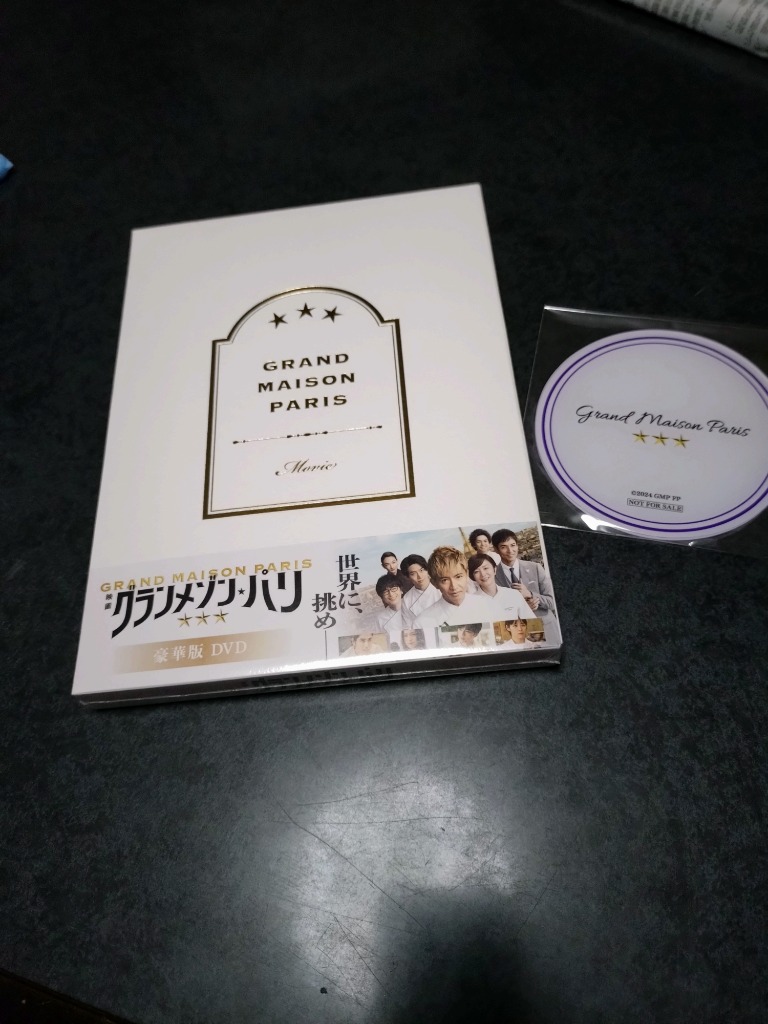 GRAND
MAISON
PARIS
Movie
GRAND MAISON PARIS
映画
グランメゾン★パリ
世界に、
挑め
豪華版 DVD
Grand Maison Paris
©2024 GMP FP
NOT FOR SALE